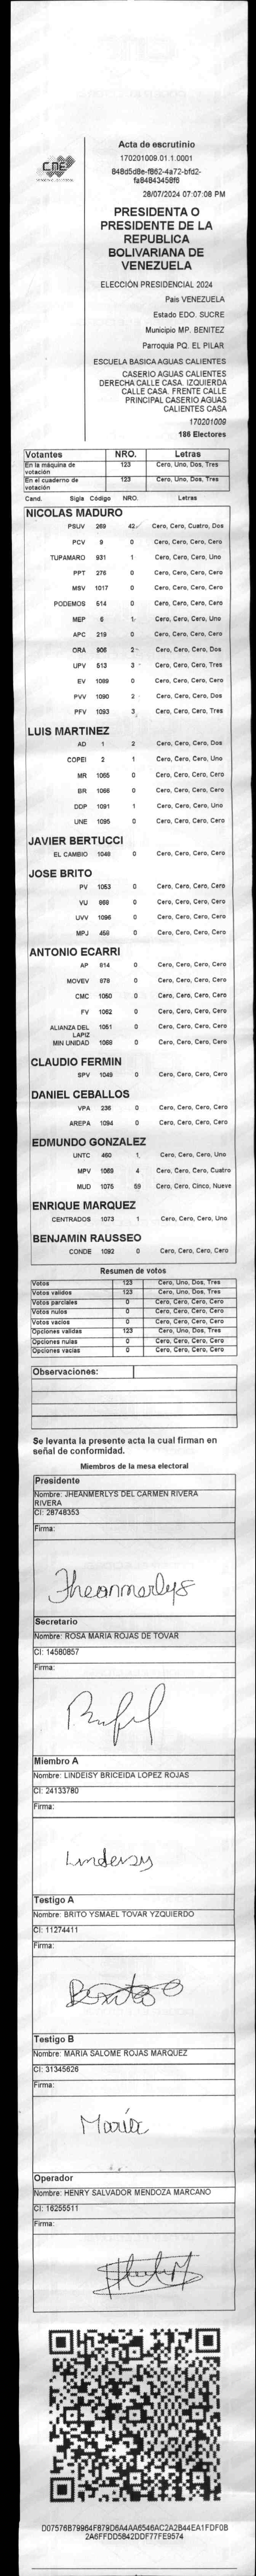 CNE
Acta de escrutinio
170201009.01.1.0001
848d5d8e-f862-4a72-bfd2-
fa84843458f6
28/07/2024 07:07:08 PM
PRESIDENTA O
PRESIDENTE DE LA
REPUBLICA
BOLIVARIANA DE
VENEZUELA
ELECCIÓN PRESIDENCIAL 2024
Pais VENEZUELA
Estado EDO. SUCRE
Municipio MP. BENITEZ
Parroquia PQ. EL PILAR
ESCUELA BASICA AGUAS CALIENTES
CASERIO AGUAS CALIENTES
DERECHA CALLE CASA. IZQUIERDA
CALLE CASA. FRENTE CALLE
PRINCIPAL CASERIO AGUAS
CALIENTES CASA
170201009
186 Electores
Votantes NRO. Letras
En la máquina de votación 123 Cero, Uno, Dos, Tres
En el cuaderno de votación 123 Cero, Uno, Dos, Tres
Cand. Sigla Código NRO. Letras
NICOLAS MADURO
PSUV 269 42 Cero, Cero, Cuatro, Dos
PCV 9 0 Cero, Cero, Cero, Cero
TUPAMARO 931 1 Cero, Cero, Cero, Uno
PPT 276 0 Cero, Cero, Cero, Cero
MSV 1017 0 Cero, Cero, Cero, Cero
PODEMOS 514 0 Cero, Cero, Cero, Cero
MEP 6 1 Cero, Cero, Cero, Uno
APC 219 0 Cero, Cero, Cero, Cero
ORA 906 2 Cero, Cero, Cero, Dos
UPV 513 3 Cero, Cero, Cero, Tres
EV 1089 0 Cero, Cero, Cero, Cero
PVV 1090 2 Cero, Cero, Cero, Dos
PFV 1093 3 Cero, Cero, Cero, Tres
LUIS MARTINEZ
AD 1 2 Cero, Cero, Cero, Dos
COPEI 2 1 Cero, Cero, Cero, Uno
MR 1065 0 Cero, Cero, Cero, Cero
BR 1066 0 Cero, Cero, Cero, Cero
DDP 1091 1 Cero, Cero, Cero, Uno
UNE 1095 0 Cero, Cero, Cero, Cero
JAVIER BERTUCCI
EL CAMBIO 1049 0 Cero, Cero, Cero, Cero
JOSE BRITO
PV 1053 0 Cero, Cero, Cero, Cero
VU 0 Cero, Cero, Cero, Cero
UVV 1096 0 Cero, Cero, Cero, Cero
MPJ 0 Cero, Cero, Cero, Cero
ANTONIO ECARRI
AP 814 0 Cero, Cero, Cero, Cero
MOVEV 878 0 Cero, Cero, Cero, Cero
CMC 1050 0 Cero, Cero, Cero, Cero
FV 1062 0 Cero, Cero, Cero, Cero
ALIANZA DEL LAPIZ 1051 0 Cero, Cero, Cero, Cero
MIN UNIDAD 1068 0 Cero, Cero, Cero, Cero
CLAUDIO FERMIN
SPV 1049 0 Cero, Cero, Cero, Cero
DANIEL CEBALLOS
VPA 236 0 Cero, Cero, Cero, Cero
AREPA 1094 0 Cero, Cero, Cero, Cero
EDMUNDO GONZALEZ
UNTC 460 1 Cero, Cero, Cero, Uno
MPV 1069 4 Cero, Cero, Cero, Cuatro
MUD 1075 59 Cero, Cero, Cinco, Nueve
ENRIQUE MARQUEZ
CENTRADOS 1073 1 Cero, Cero, Cero, Uno
BENJAMIN RAUSSEO
CONDE 1092 0 Cero, Cero, Cero, Cero
Resumen de votos
Votos 123 Cero, Uno, Dos, Tres
Votos validos 123 Cero, Uno, Dos, Tres
Votos parciales 0 Cero, Cero, Cero, Cero
Votos nulos 0 Cero, Cero, Cero, Cero
Votos vacios 0 Cero, Cero, Cero, Cero
Opciones validas 123 Cero, Uno, Dos, Tres
Opciones nulas 0 Cero, Cero, Cero, Cero
Opciones vacias 0 Cero, Cero, Cero, Cero
Observaciones:
Se levanta la presente acta la cual firman en
señal de conformidad.
Miembros de la mesa electoral
Presidente
Nombre: JHEANMERLYS DEL CARMEN RIVERA
RIVERA
CI: 28748353
Firma:
Jheanmerlys
Secretario
Nombre: ROSA MARIA ROJAS DE TOVAR
CI: 14580857
Firma:
Miembro A
Nombre: LINDEISY BRICEIDA LOPEZ ROJAS
CI: 24133780
Firma:
Lindeisy
Testigo A
Nombre: BRITO YSMAEL TOVAR YZQUIERDO
CI: 11274411
Firma:
Testigo B
Nombre: MARIA SALOME ROJAS MARQUEZ
CI: 31345626
Firma:
María
Operador
Nombre: HENRY SALVADOR MENDOZA MARCANO
CI: 16255511
Firma:
D07576B79964F879D6A4AA6546AC2A2B44EA1FDF0B
2A6FFDD5842DDF77FE9574